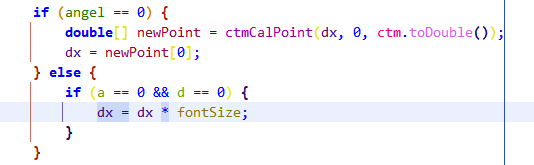 if (angel == 0) {
double[] newPoint = ctmCalPoint(dx, 0, ctm.toDouble());
dx = newPoint[0];
} else {
if (a == 0 && d == 0) {
dx = dx * fontSize;
}
}